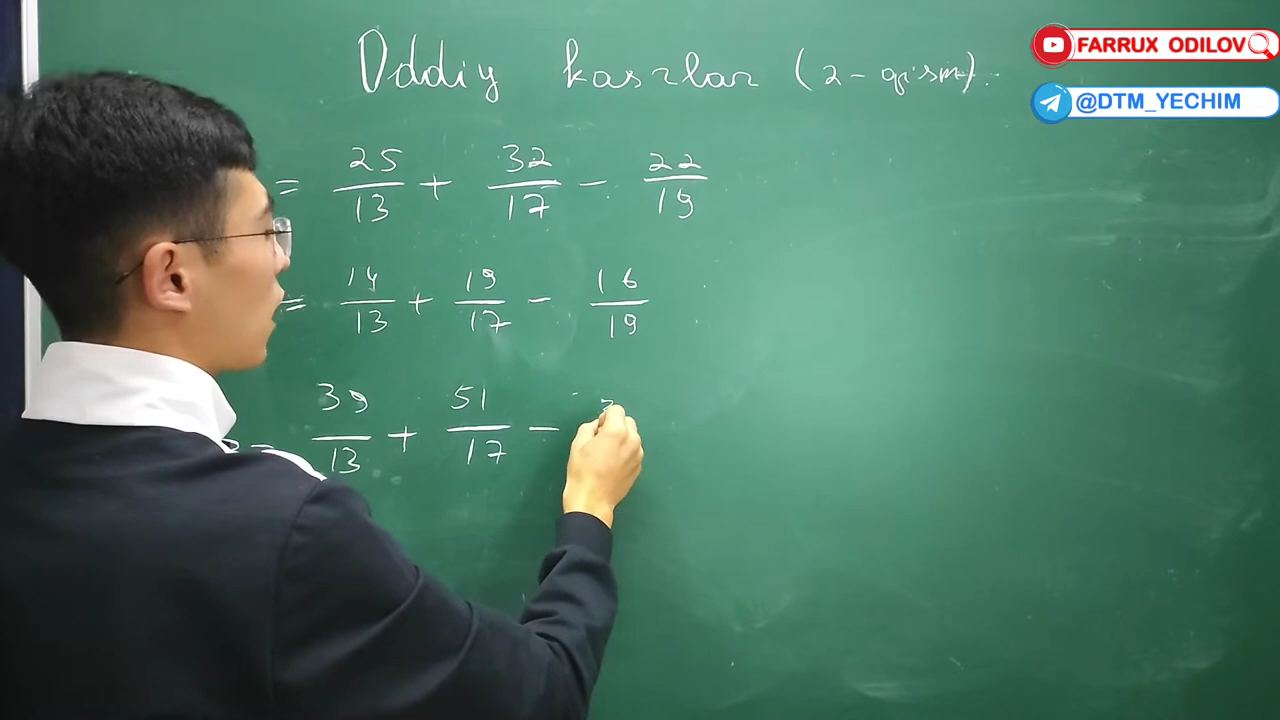 Oddiy kasrlar (2-qism).
FARRUX ODILOV
@DTM_YECHIM
= 25/13 + 32/17 - 22/19
= 14/13 + 19/17 - 16/19
= 39/13 + 51/17 -